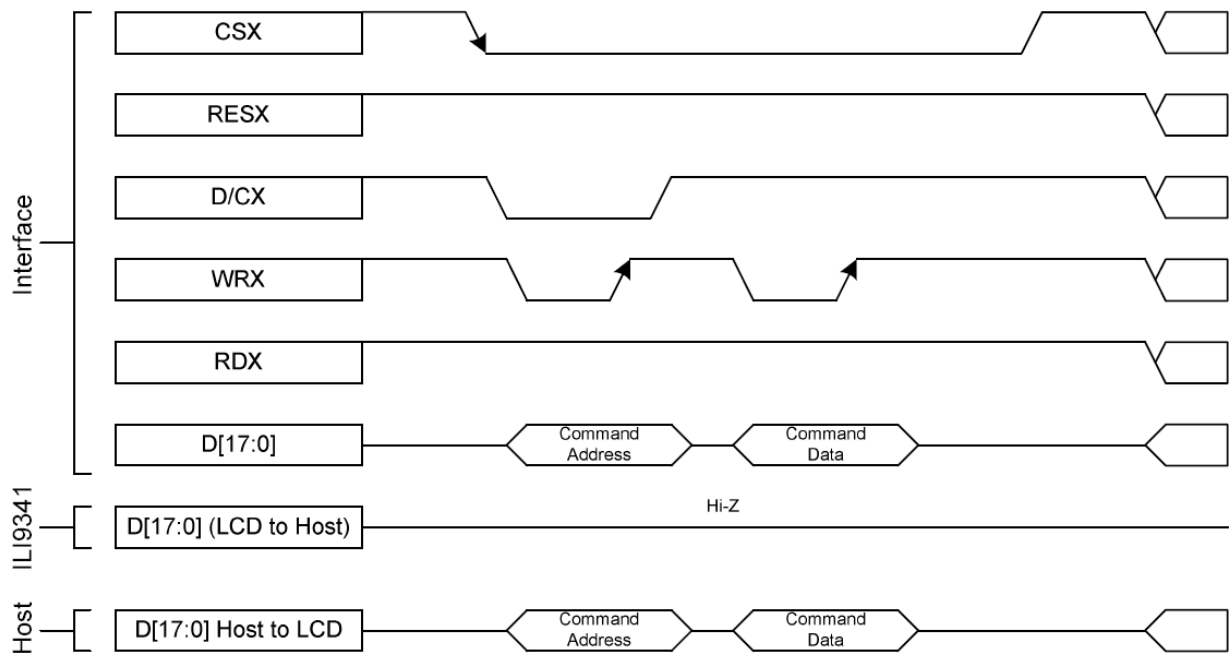 Interface
CSX
RESX
D/CX
WRX
RDX
D[17:0]
Command
Address
Command
Data
ILI9341
D[17:0] (LCD to Host)
Hi-Z
Host
D[17:0] Host to LCD
Command
Address
Command
Data